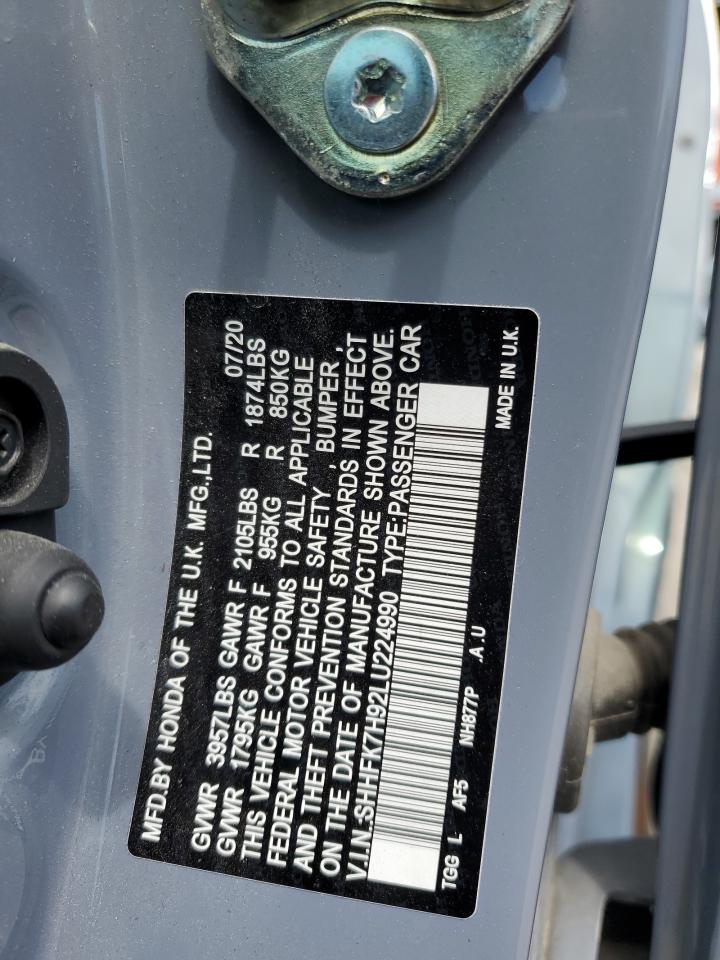 MFD.BY HONDA OF THE U.K. MFG.,LTD. 07/20
GVWR 3957LBS GAWR F 2105LBS R 1874LBS
GVWR 1795KG GAWR F 955KG R 850KG
THIS VEHICLE CONFORMS TO ALL APPLICABLE
FEDERAL MOTOR VEHICLE SAFETY , BUMPER ,
AND THEFT PREVENTION STANDARDS IN EFFECT
ON THE DATE OF MANUFACTURE SHOWN ABOVE.
V.I.N.:SHHFK7H92LU224990 TYPE:PASSENGER CAR
TGG L AF5 NH877P .A.U MADE IN U.K.